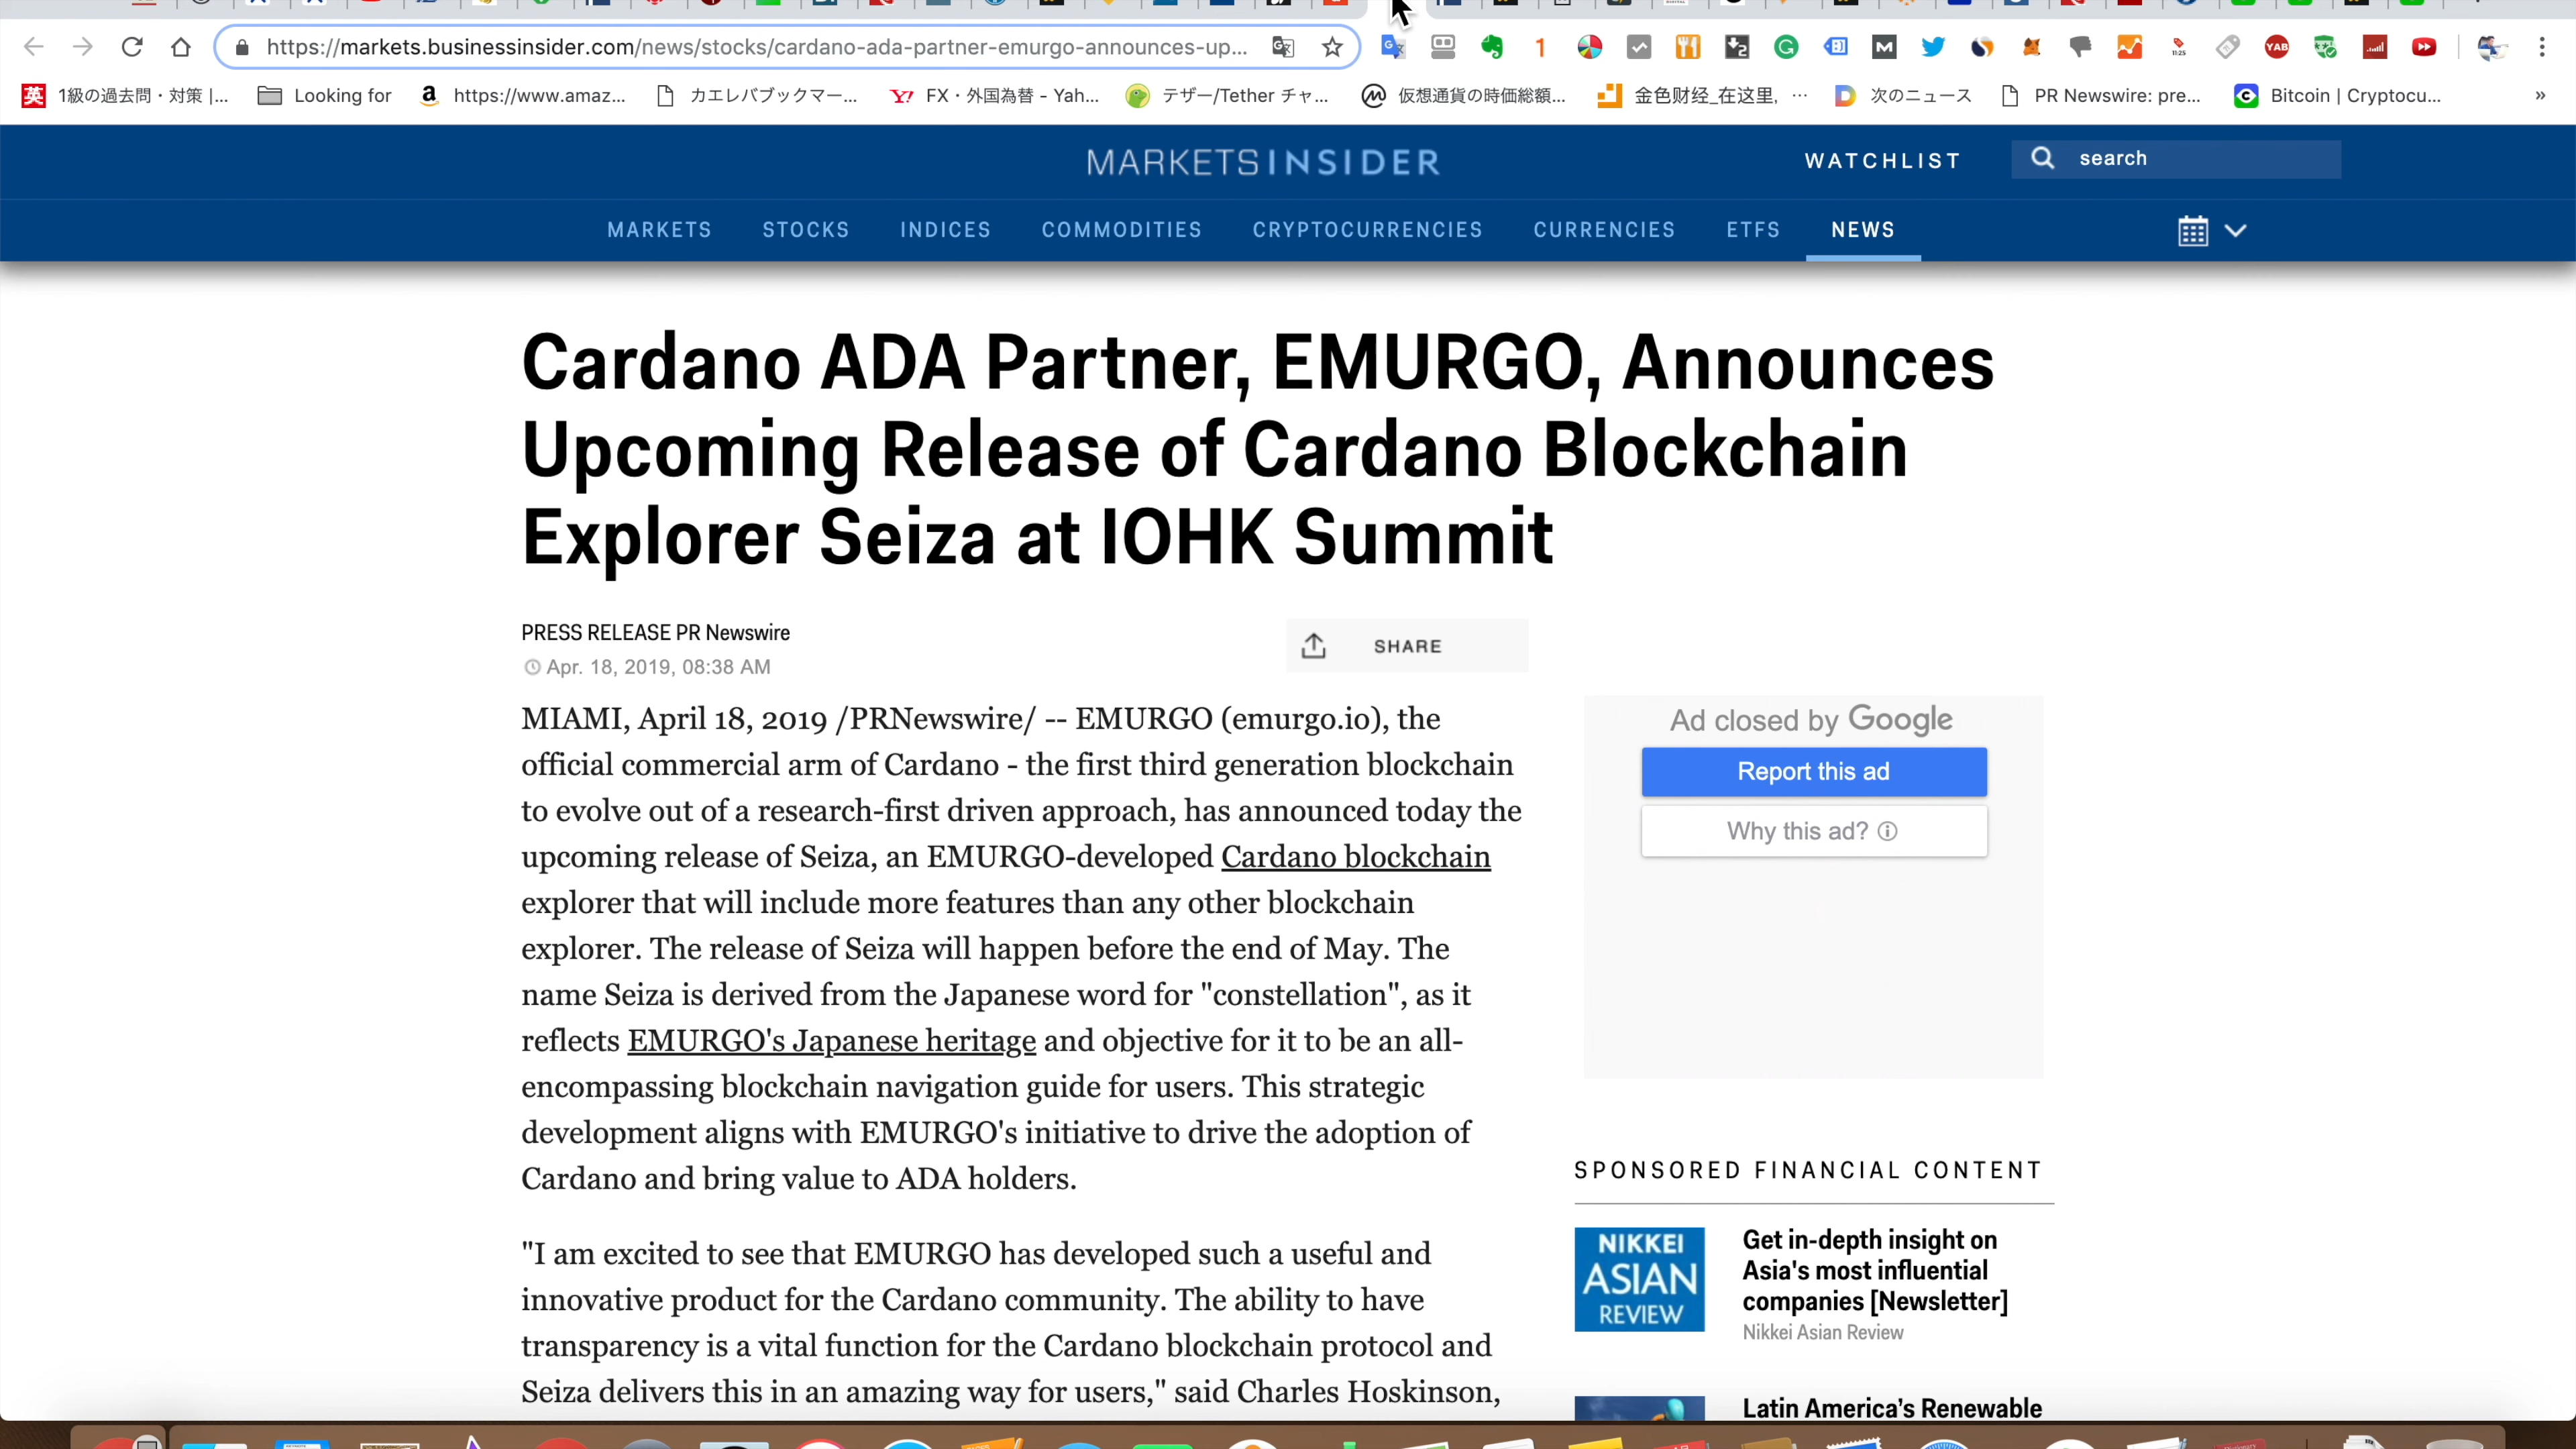 https://markets.businessinsider.com/news/stocks/cardano-ada-partner-emurgo-announces-up...
1級の過去問・対策 |...
Looking for
https://www.amaz...
カエレバブックマー...
FX・外国為替 - Yah...
テザー/Tether チャ...
仮想通貨の時価総額...
金色财经_在这里, ...
次のニュース
PR Newswire: pre...
Bitcoin | Cryptocu...
»
MARKETS INSIDER
WATCHLIST
search
MARKETS
STOCKS
INDICES
COMMODITIES
CRYPTOCURRENCIES
CURRENCIES
ETFS
NEWS
Cardano ADA Partner, EMURGO, Announces
Upcoming Release of Cardano Blockchain
Explorer Seiza at IOHK Summit
PRESS RELEASE PR Newswire
Apr. 18, 2019, 08:38 AM
SHARE
MIAMI, April 18, 2019 /PRNewswire/ -- EMURGO (emurgo.io), the
official commercial arm of Cardano - the first third generation blockchain
to evolve out of a research-first driven approach, has announced today the
upcoming release of Seiza, an EMURGO-developed Cardano blockchain
explorer that will include more features than any other blockchain
explorer. The release of Seiza will happen before the end of May. The
name Seiza is derived from the Japanese word for "constellation", as it
reflects EMURGO's Japanese heritage and objective for it to be an all-
encompassing blockchain navigation guide for users. This strategic
development aligns with EMURGO's initiative to drive the adoption of
Cardano and bring value to ADA holders.
"I am excited to see that EMURGO has developed such a useful and
innovative product for the Cardano community. The ability to have
transparency is a vital function for the Cardano blockchain protocol and
Seiza delivers this in an amazing way for users," said Charles Hoskinson,
Ad closed by Google
Report this ad
Why this ad?
SPONSORED FINANCIAL CONTENT
NIKKEI
ASIAN
REVIEW
Get in-depth insight on
Asia's most influential
companies [Newsletter]
Nikkei Asian Review
Latin America's Renewable